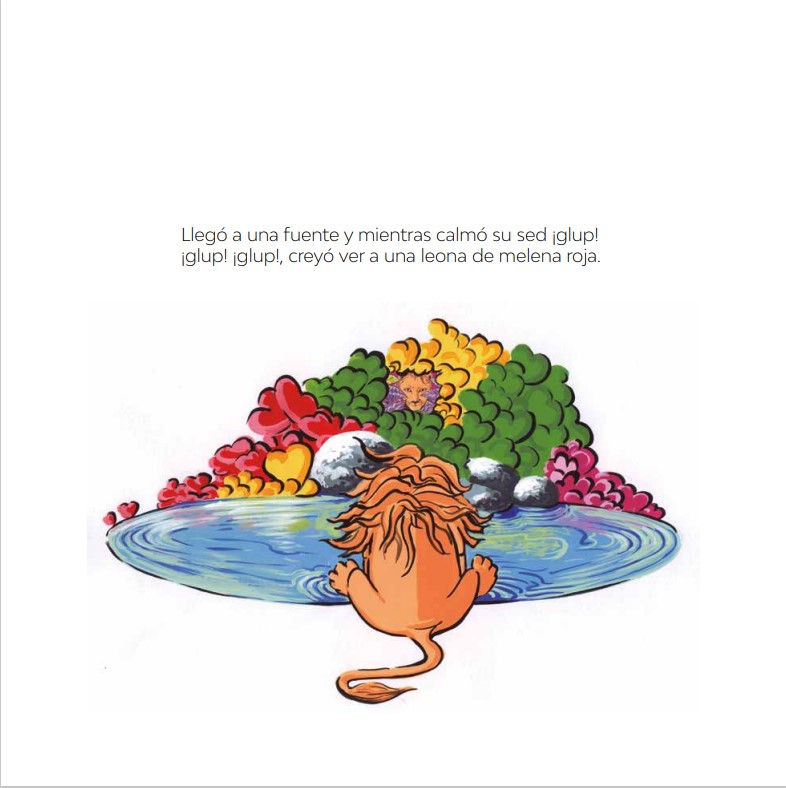 Llegó a una fuente y mientras calmó su sed ¡glup!
¡glup! ¡glup!, creyó ver a una leona de melena roja.